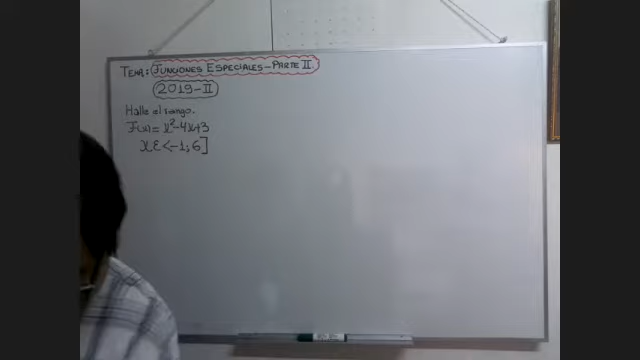 TEMA: FUNCIONES ESPECIALES - PARTE II.
2019-II
Halle el rango.
F(x) = x²-4x+3
x ε <-1; 6]